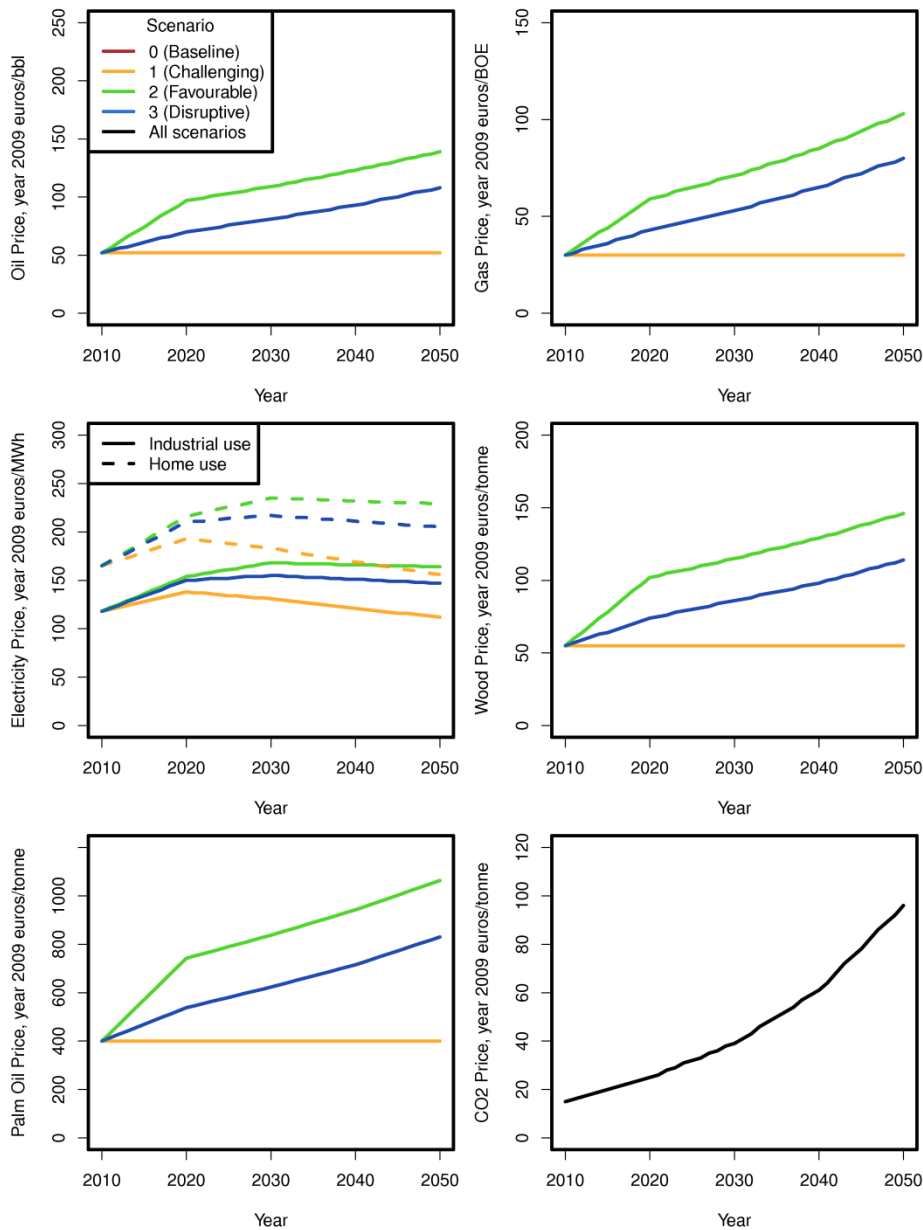 Oil Price, year 2009 euros/bbl
0 50 100 150 200 250
Scenario
0 (Baseline)
1 (Challenging)
2 (Favourable)
3 (Disruptive)
All scenarios
2010 2020 2030 2040 2050
Year
Gas Price, year 2009 euros/BOE
0 50 100 150
2010 2020 2030 2040 2050
Year
Electricity Price, year 2009 euros/MWh
0 50 100 150 200 250 300
Industrial use
Home use
2010 2020 2030 2040 2050
Year
Wood Price, year 2009 euros/tonne
0 50 100 150 200
2010 2020 2030 2040 2050
Year
Palm Oil Price, year 2009 euros/tonne
0 200 400 600 800 1000
2010 2020 2030 2040 2050
Year
CO2 Price, year 2009 euros/tonne
0 20 40 60 80 100 120
2010 2020 2030 2040 2050
Year